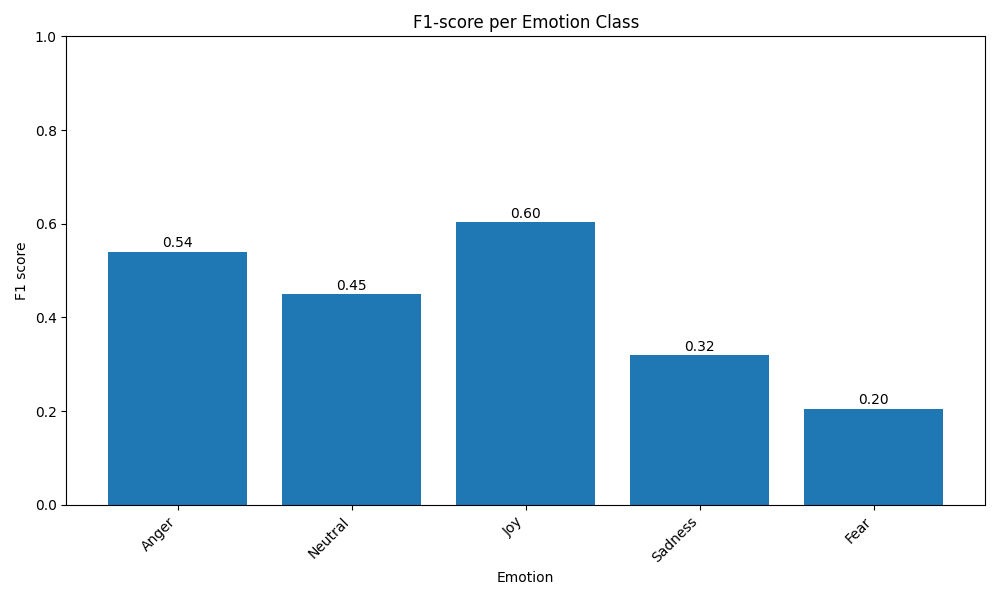 F1-score per Emotion Class
1.0
0.8
0.6
0.4
0.2
0.0
F1 score
0.54
0.45
0.60
0.32
0.20
Anger
Neutral
Joy
Sadness
Fear
Emotion